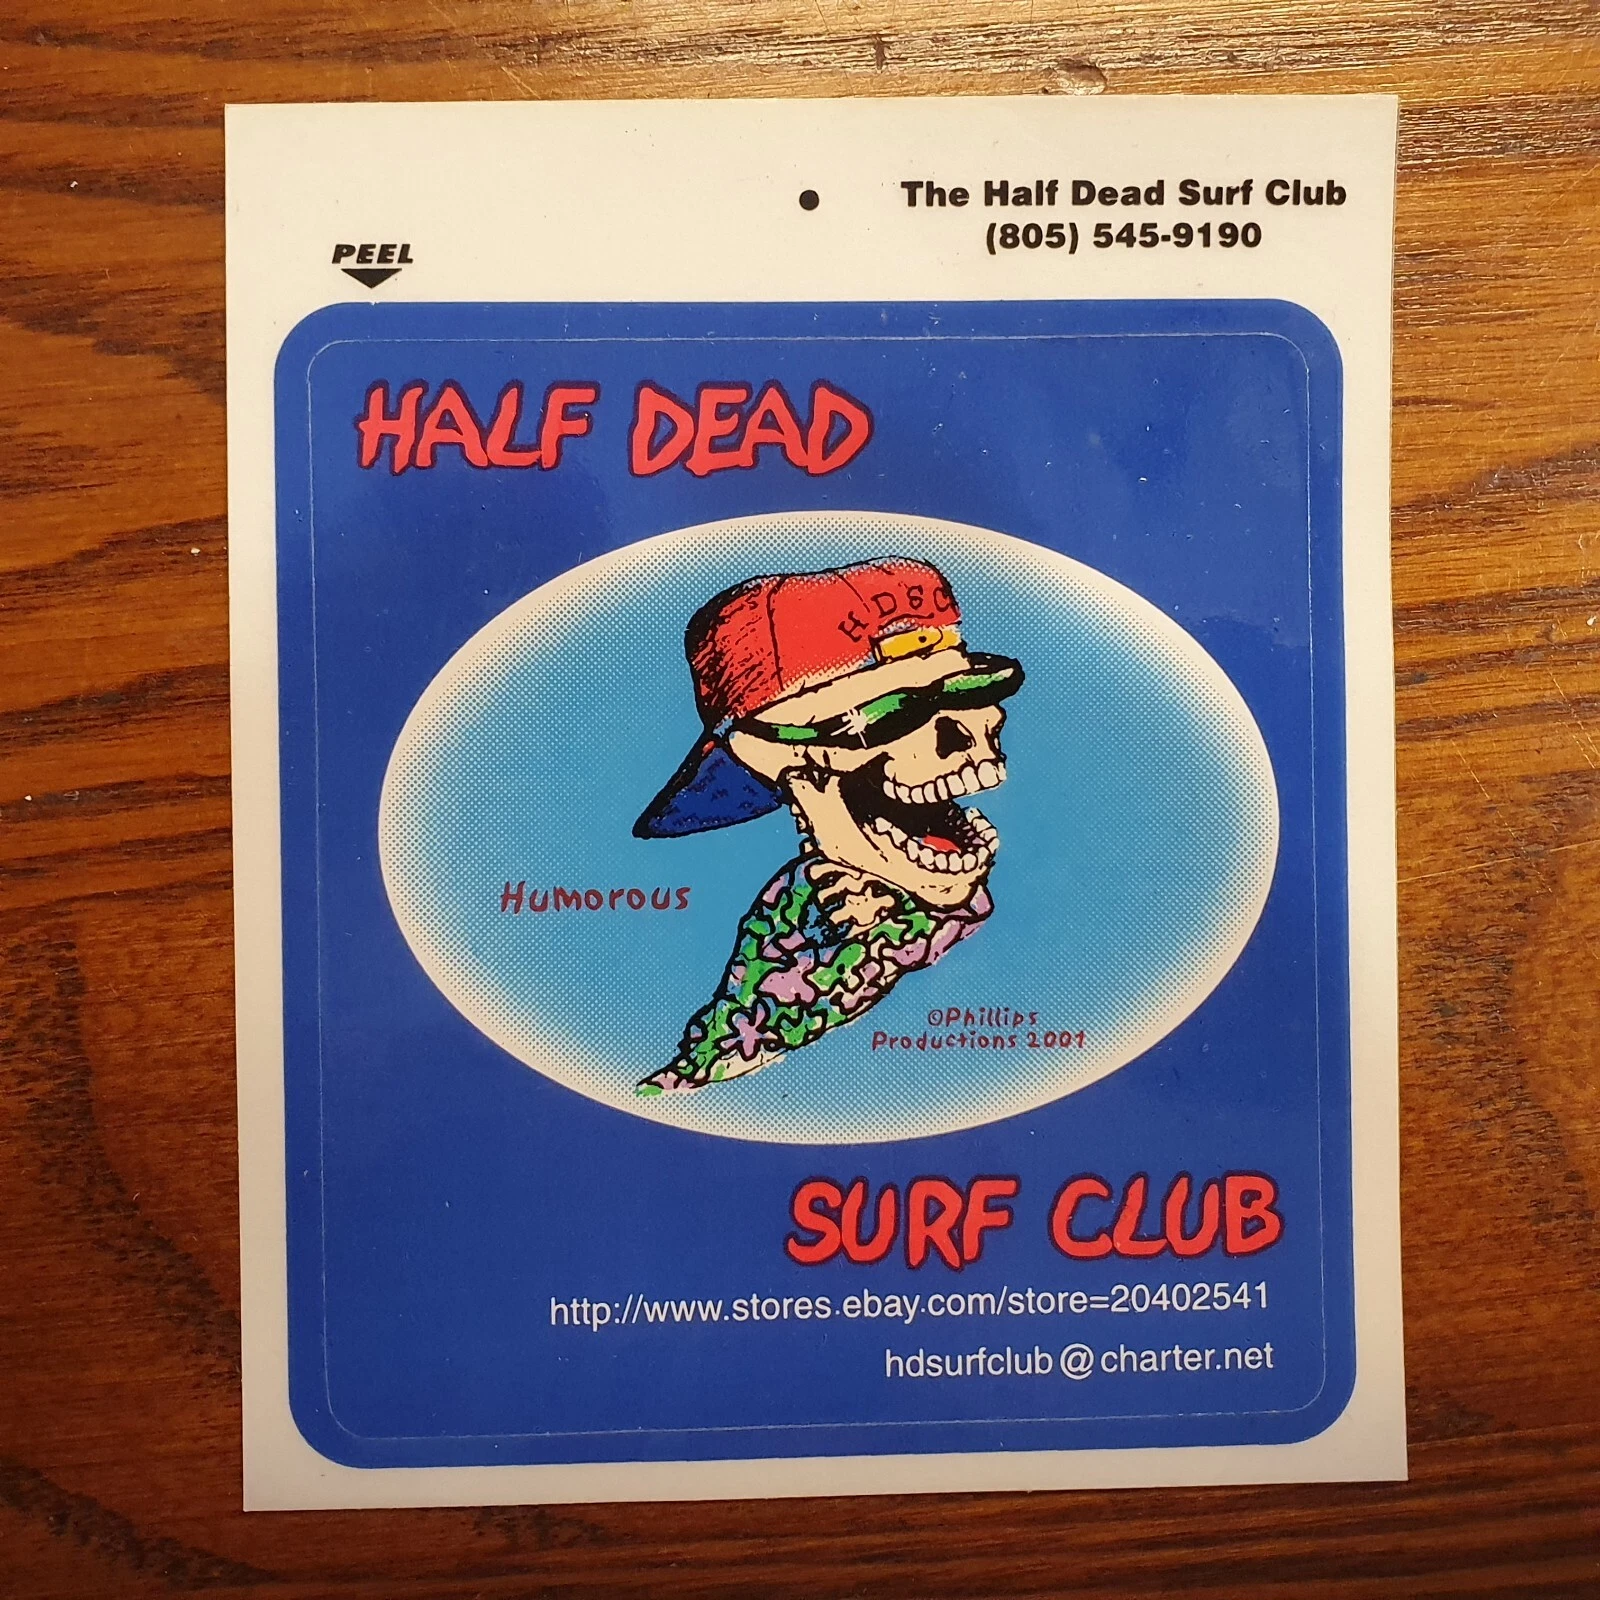 The Half Dead Surf Club
(805) 545-9190
PEEL
HALF DEAD
HDSC
Humorous
©Phillips
Productions 2001
SURF CLUB
http://www.stores.ebay.com/store=20402541
hdsurfclub@charter.net